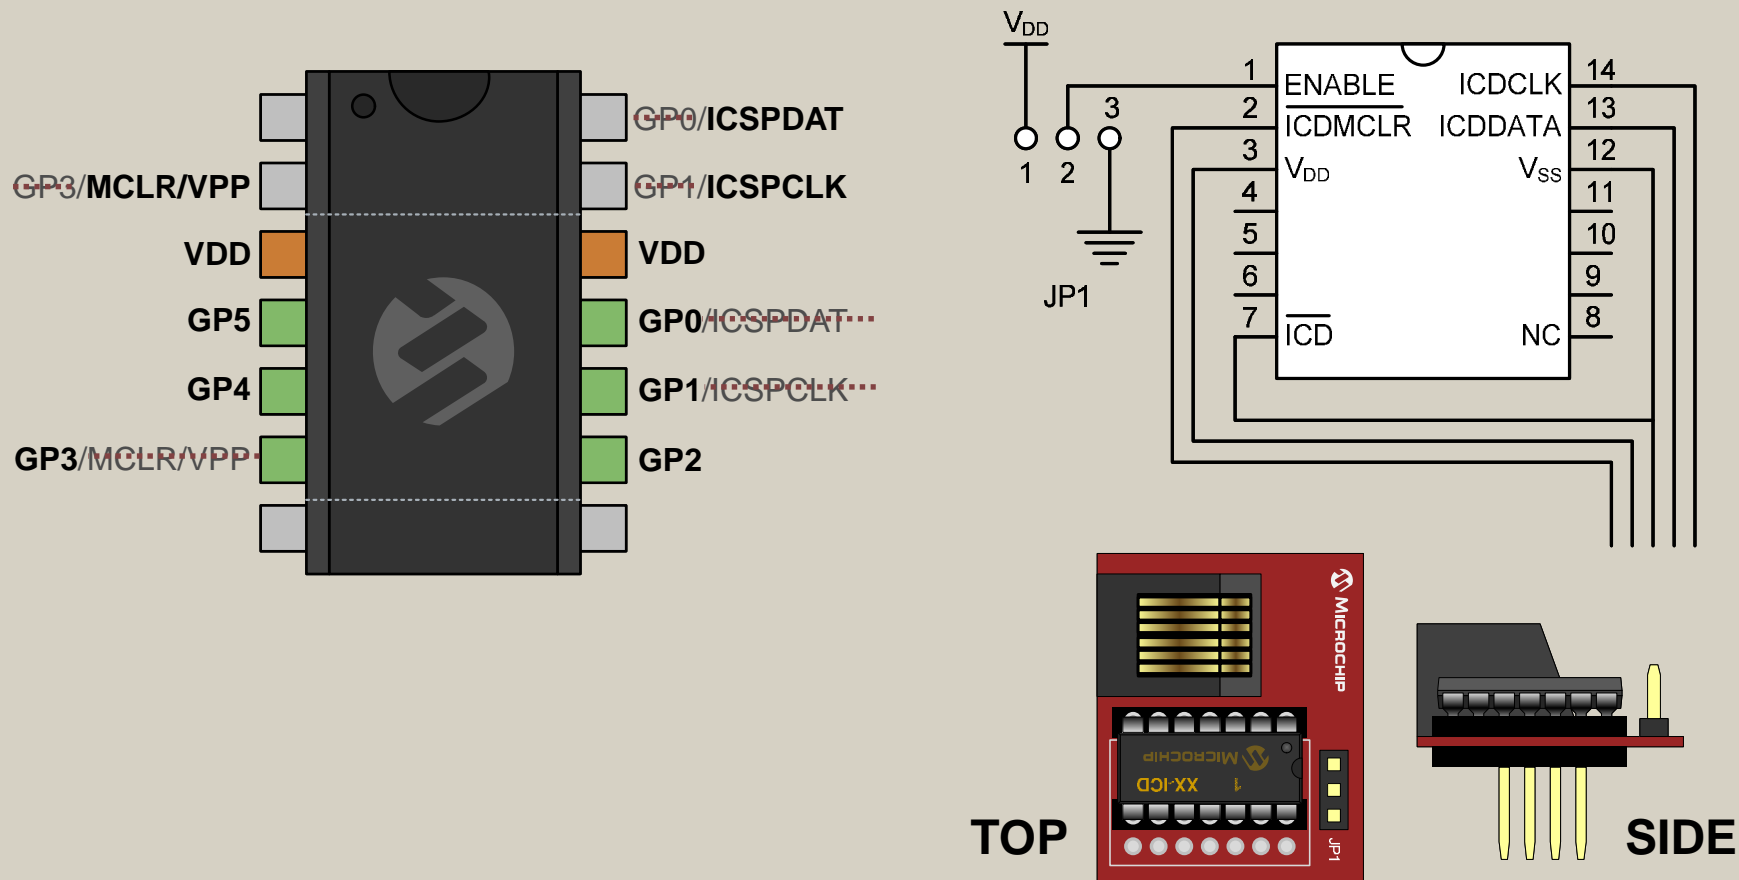 GP0/ICSPDAT
GP3/MCLR/VPP
GP1/ICSPCLK
VDD
VDD
GP5
GP0/ICSPDAT
GP4
GP1/ICSPCLK
GP3/MCLR/VPP
GP2
VDD
1
2
3
JP1
1
ENABLE
ICDCLK
14
2
ICDMCLR
ICDDATA
13
3
VDD
VSS
12
4
11
5
10
6
9
7
ICD
NC
8
MICROCHIP
MICROCHIP
1
XX-ICD
JP1
TOP
SIDE